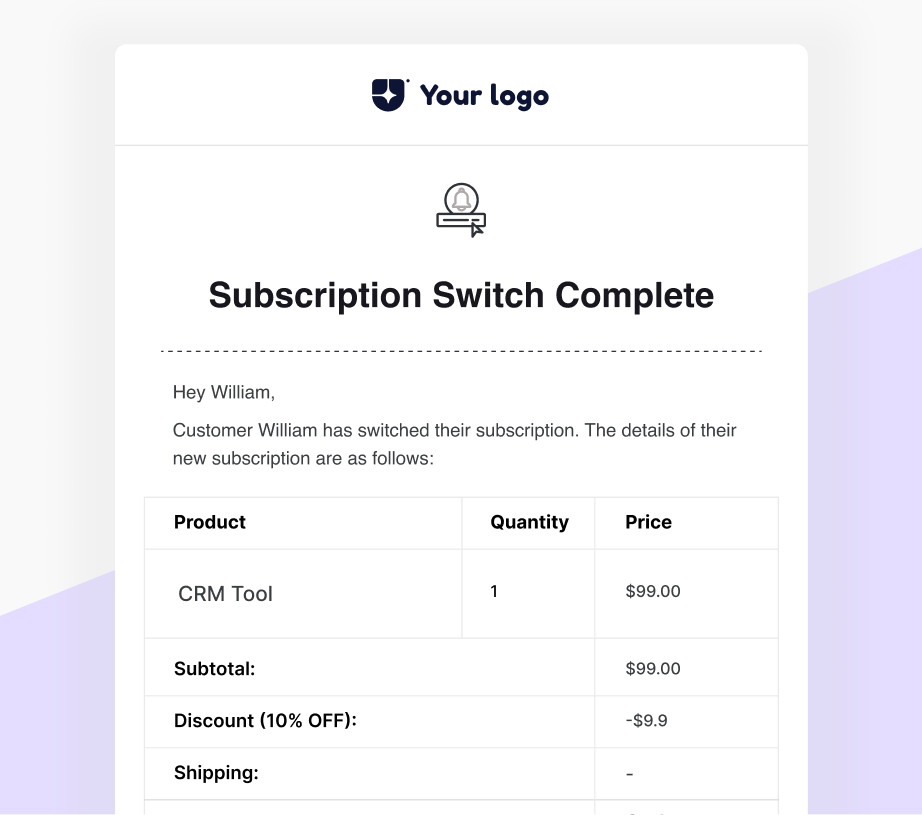 Your logo
Subscription Switch Complete
Hey William,
Customer William has switched their subscription. The details of their
new subscription are as follows:
Product Quantity Price
CRM Tool 1 $99.00
Subtotal: $99.00
Discount (10% OFF): -$9.9
Shipping: -